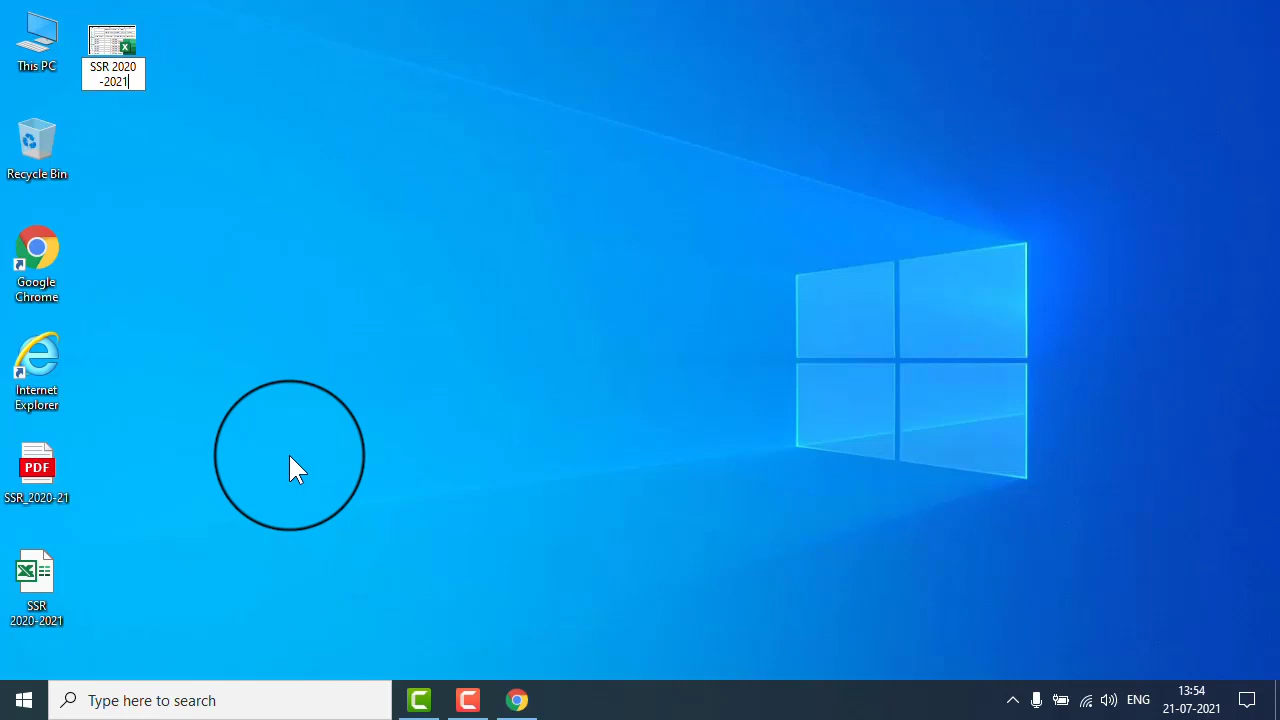 This PC
SSR 2020
-2021
Recycle Bin
Google
Chrome
Internet
Explorer
PDF
SSR_2020-21
SSR
2020-2021
Type here to search
ENG
13:54
21-07-2021